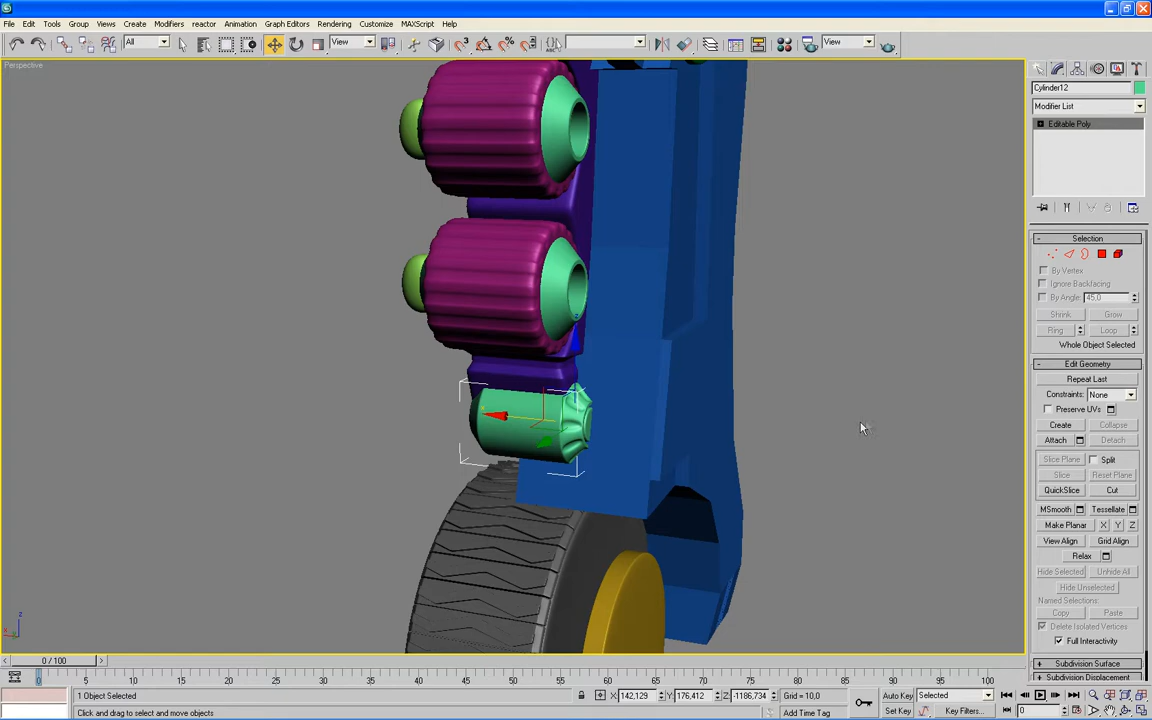 File Edit Tools Group Views Create Modifiers reactor Animation Graph Editors Rendering Customize MAXScript Help
All View View
Perspective
Cylinder12
Modifier List
Editable Poly
- Selection
By Vertex
Ignore Backfacing
By Angle: 45,0
Shrink Grow
Ring Loop
Whole Object Selected
- Edit Geometry
Repeat Last
Constraints: None
Preserve UVs
Create Collapse
Attach Detach
Slice Plane Split
Slice Reset Plane
QuickSlice Cut
MSmooth Tessellate
Make Planar X Y Z
View Align Grid Align
Relax
Hide Selected Unhide All
Hide Unselected
Named Selections:
Copy Paste
Delete Isolated Vertices
Full Interactivity
+ Subdivision Surface
+ Subdivision Displacement
z
x
< 0 / 100 >
0 5 10 15 20 25 30 35 40 45 50 55 60 65 70 75 80 85 90 95 100
1 Object Selected X: 142,129 Y: 176,412 Z: -1186,734 Grid = 10,0 Auto Key Selected
Click and drag to select and move objects Add Time Tag Set Key Key Filters... 0